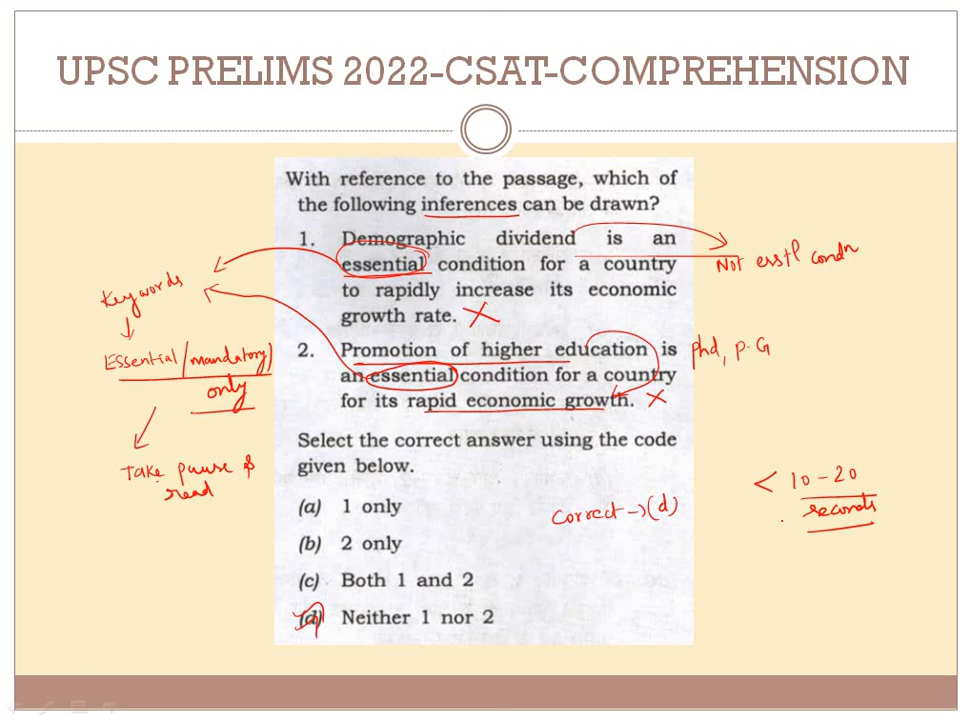 UPSC PRELIMS 2022-CSAT-COMPREHENSION
With reference to the passage, which of
the following inferences can be drawn?
1. Demographic dividend is an
essential condition for a country
to rapidly increase its economic
growth rate. X
Not esstl condn
2. Promotion of higher education is
an essential condition for a country
for its rapid economic growth. X
phd, p.G
Keywords
Essential/mandatory/
only
Take pause &
read
Select the correct answer using the code
given below.
(a) 1 only
(b) 2 only
(c) Both 1 and 2
(d) Neither 1 nor 2
Correct →(d)
< 10-20
seconds